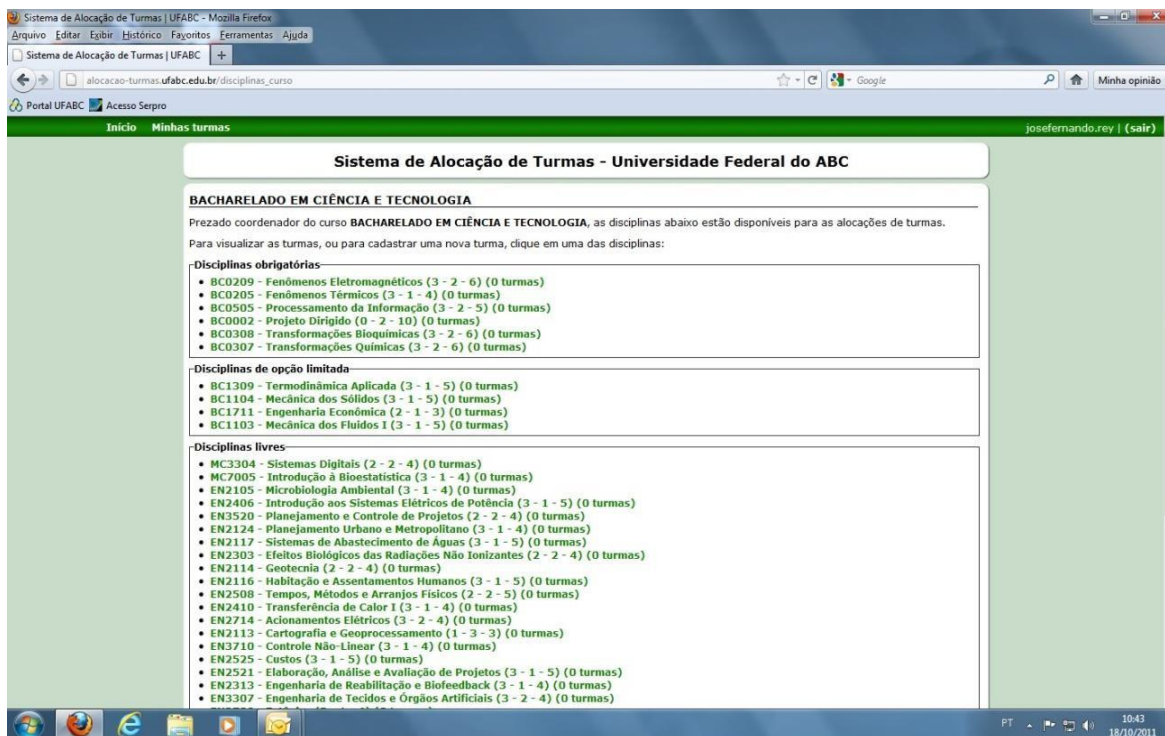 Sistema de Alocação de Turmas | UFABC - Mozilla Firefox
Arquivo Editar Exibir Histórico Favoritos Ferramentas Ajuda
Sistema de Alocação de Turmas | UFABC +
alocacao-turmas.ufabc.edu.br/disciplinas_curso Google Minha opinião
Portal UFABC Acesso Serpro
Início Minhas turmas josefernando.rey | (sair)
Sistema de Alocação de Turmas - Universidade Federal do ABC
BACHARELADO EM CIÊNCIA E TECNOLOGIA
Prezado coordenador do curso BACHARELADO EM CIÊNCIA E TECNOLOGIA, as disciplinas abaixo estão disponíveis para as alocações de turmas.
Para visualizar as turmas, ou para cadastrar uma nova turma, clique em uma das disciplinas:
Disciplinas obrigatórias
• BC0209 - Fenômenos Eletromagnéticos (3 - 2 - 6) (0 turmas)
• BC0205 - Fenômenos Térmicos (3 - 1 - 4) (0 turmas)
• BC0505 - Processamento da Informação (3 - 2 - 5) (0 turmas)
• BC0002 - Projeto Dirigido (0 - 2 - 10) (0 turmas)
• BC0308 - Transformações Bioquímicas (3 - 2 - 6) (0 turmas)
• BC0307 - Transformações Químicas (3 - 2 - 6) (0 turmas)
Disciplinas de opção limitada
• BC1309 - Termodinâmica Aplicada (3 - 1 - 5) (0 turmas)
• BC1104 - Mecânica dos Sólidos (3 - 1 - 5) (0 turmas)
• BC1711 - Engenharia Econômica (2 - 1 - 3) (0 turmas)
• BC1103 - Mecânica dos Fluidos I (3 - 1 - 5) (0 turmas)
Disciplinas livres
• MC3304 - Sistemas Digitais (2 - 2 - 4) (0 turmas)
• MC7005 - Introdução à Bioestatística (3 - 1 - 4) (0 turmas)
• EN2105 - Microbiologia Ambiental (3 - 1 - 4) (0 turmas)
• EN2406 - Introdução aos Sistemas Elétricos de Potência (3 - 1 - 5) (0 turmas)
• EN3520 - Planejamento e Controle de Projetos (2 - 2 - 4) (0 turmas)
• EN2124 - Planejamento Urbano e Metropolitano (3 - 1 - 4) (0 turmas)
• EN2117 - Sistemas de Abastecimento de Águas (3 - 1 - 5) (0 turmas)
• EN2303 - Efeitos Biológicos das Radiações Não Ionizantes (2 - 2 - 4) (0 turmas)
• EN2114 - Geotecnia (2 - 2 - 4) (0 turmas)
• EN2116 - Habitação e Assentamentos Humanos (3 - 1 - 5) (0 turmas)
• EN2508 - Tempos, Métodos e Arranjos Físicos (2 - 2 - 5) (0 turmas)
• EN2410 - Transferência de Calor I (3 - 1 - 4) (0 turmas)
• EN2714 - Acionamentos Elétricos (3 - 2 - 4) (0 turmas)
• EN2113 - Cartografia e Geoprocessamento (1 - 3 - 3) (0 turmas)
• EN3710 - Controle Não-Linear (3 - 1 - 4) (0 turmas)
• EN2525 - Custos (3 - 1 - 5) (0 turmas)
• EN2521 - Elaboração, Análise e Avaliação de Projetos (3 - 1 - 5) (0 turmas)
• EN2313 - Engenharia de Reabilitação e Biofeedback (3 - 1 - 4) (0 turmas)
• EN3307 - Engenharia de Tecidos e Órgãos Artificiais (3 - 2 - 4) (0 turmas)
PT 10:43
18/10/2011